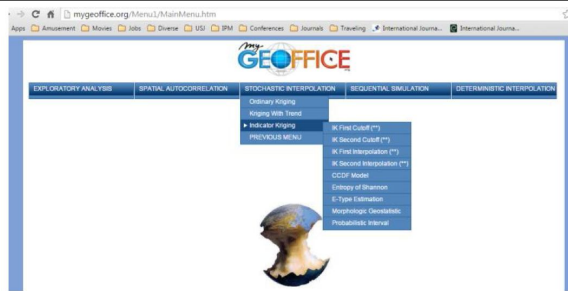 mygeoffice.org/Menu1/MainMenu.htm
Apps Amusement Movies Jobs Diverse USJ IPM Conferences Journals Traveling International Journa... International Journa...
My-
GEOFFICE
EXPLORATORY ANALYSIS SPATIAL AUTOCORRELATION STOCHASTIC INTERPOLATION SEQUENTIAL SIMULATION DETERMINISTIC INTERPOLATION
Ordinary Kriging
Kriging With Trend
Indicator Kriging
PREVIOUS MENU
IK First Cutoff (**)
IK Second Cutoff (**)
IK First Interpolation (**)
IK Second Interpolation (**)
CCDF Model
Entropy of Shannon
E-Type Estimation
Morphologic Geostatistic
Probabilistic Interval